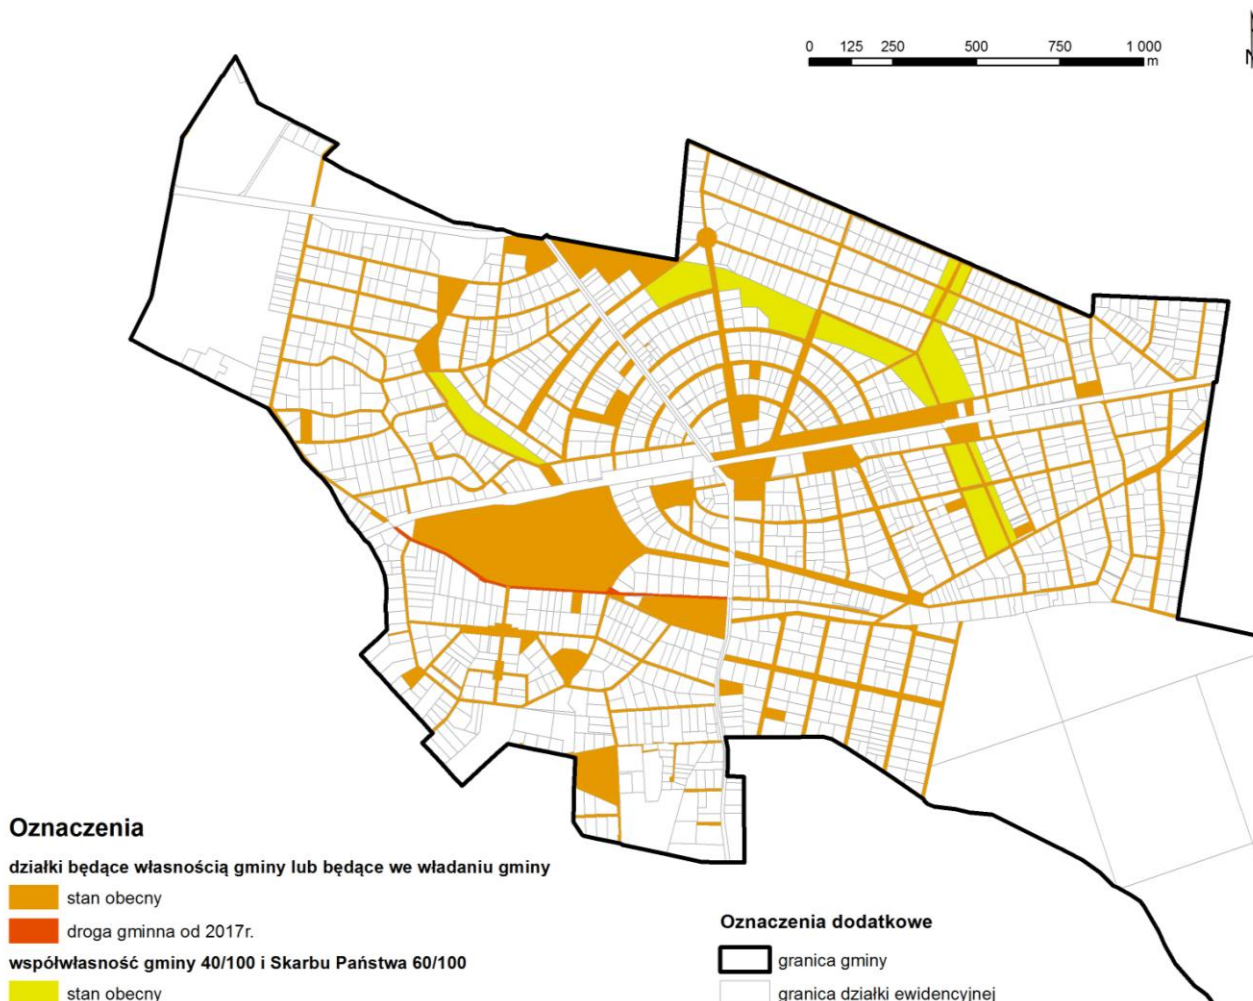 0 125 250 500 750 1 000
m
N
Oznaczenia
działki będące własnością gminy lub będące we władaniu gminy
stan obecny
droga gminna od 2017r.
współwłasność gminy 40/100 i Skarbu Państwa 60/100
stan obecny
Oznaczenia dodatkowe
granica gminy
granica działki ewidencyjnej